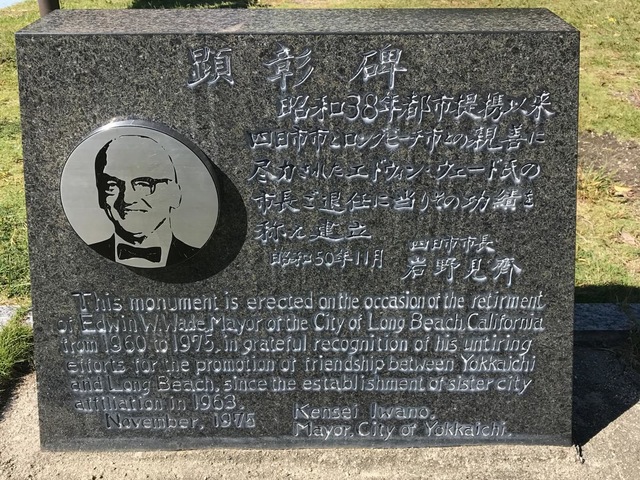 顕彰碑
昭和38年都市提携以来
四日市市とロングビーチ市との親善に
尽力されたエドウィン・ウェード氏の
市長ご退任に当りその功績を
称え建立
昭和50年11月
四日市市長
岩野見齊
This monument is erected on the occasion of the retirment
of Edwin W. Wade, Mayor of the City of Long Beach, California
from 1960 to 1975, in grateful recognition of his untiring
efforts for the promotion of friendship between Yokkaichi
and Long Beach, since the establishment of sister city
affiliation in 1963.
November, 1975
Kensei Iwano,
Mayor, City of Yokkaichi.